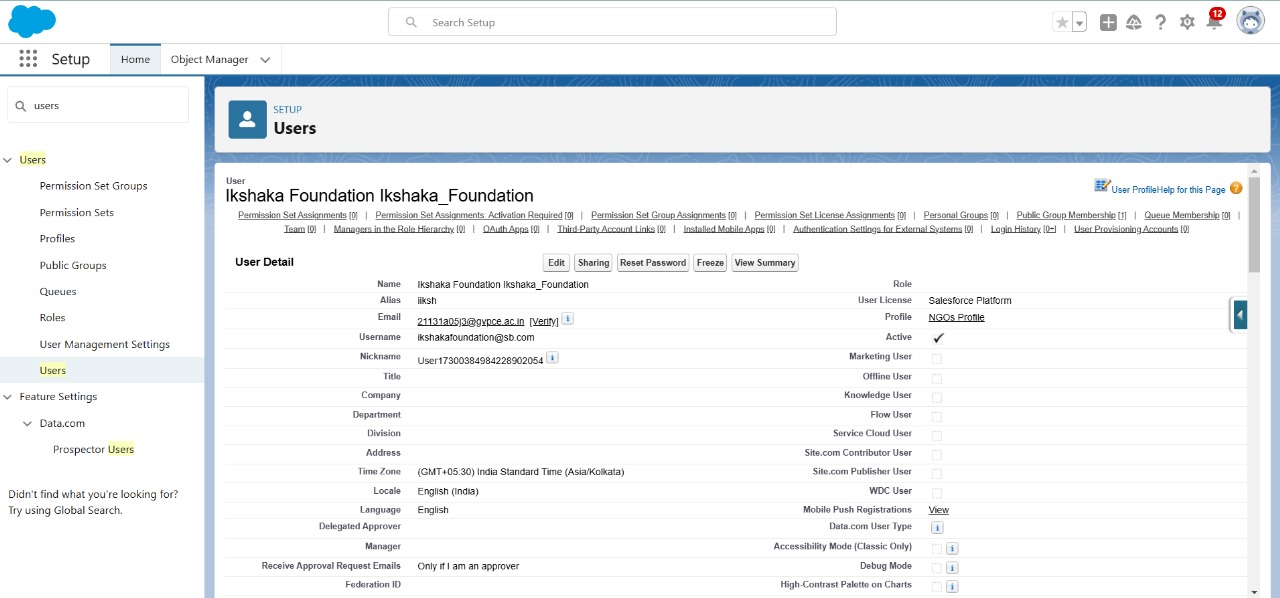 Search Setup
12
Setup
Home
Object Manager
users
Users
Permission Set Groups
Permission Sets
Profiles
Public Groups
Queues
Roles
User Management Settings
Users
Feature Settings
Data.com
Prospector Users
Didn't find what you're looking for?
Try using Global Search.
SETUP
Users
User
Ikshaka Foundation Ikshaka_Foundation
User Profile Help for this Page ?
Permission Set Assignments [0] | Permission Set Assignments: Activation Required [0] | Permission Set Group Assignments [0] | Permission Set License Assignments [0] | Personal Groups [0] | Public Group Membership [1] | Queue Membership [0] |
Team [0] | Managers in the Role Hierarchy [0] | OAuth Apps [0] | Third-Party Account Links [0] | Installed Mobile Apps [0] | Authentication Settings for External Systems [0] | Login History [0+] | User Provisioning Accounts [0]
User Detail Edit Sharing Reset Password Freeze View Summary
Name Ikshaka Foundation Ikshaka_Foundation Role
Alias iiksh User License Salesforce Platform
Email 21131a05j3@gvpce.ac.in [Verify] i Profile NGOs Profile
Username ikshakafoundation@sb.com Active
Nickname User17300384984228902054 i Marketing User
Title Offline User
Company Knowledge User
Department Flow User
Division Service Cloud User
Address Site.com Contributor User
Time Zone (GMT+05:30) India Standard Time (Asia/Kolkata) Site.com Publisher User
Locale English (India) WDC User
Language English Mobile Push Registrations View
Delegated Approver Data.com User Type i
Manager Accessibility Mode (Classic Only) i
Receive Approval Request Emails Only if I am an approver Debug Mode i
Federation ID High-Contrast Palette on Charts i